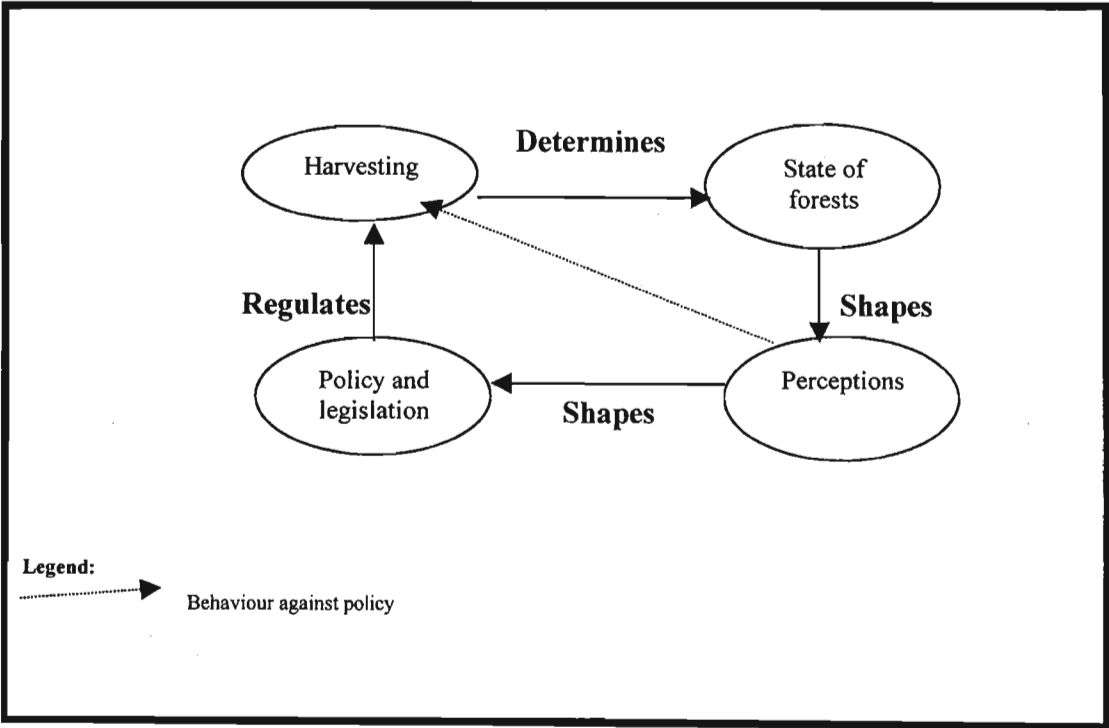 Determines
Harvesting
State of
forests
Regulates
Shapes
Policy and
legislation
Perceptions
Shapes
Legend:
Behaviour against policy